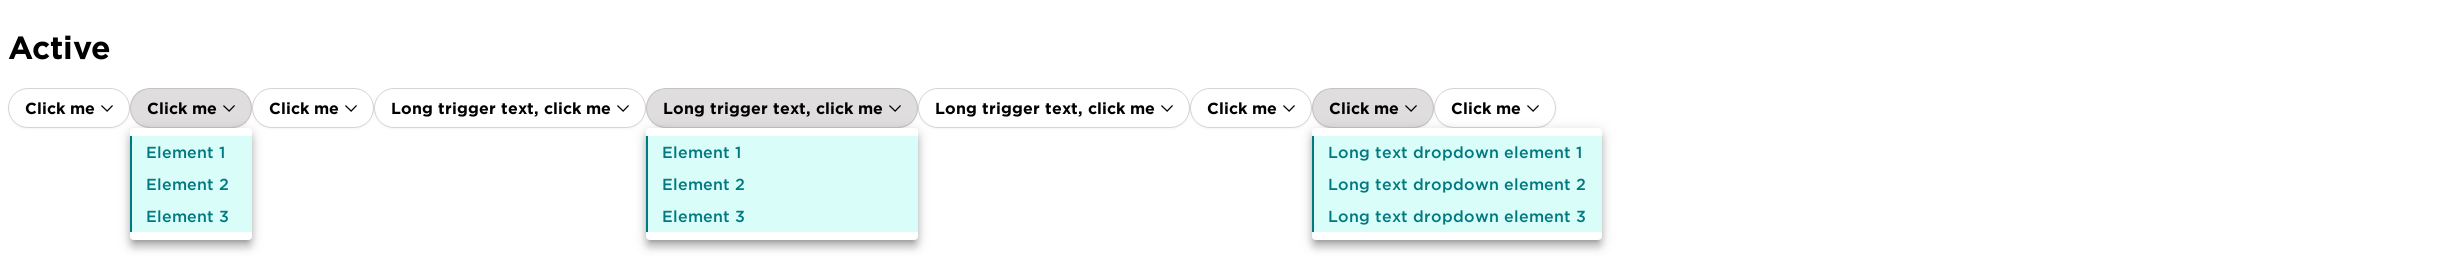 Active
Click me Click me Click me Long trigger text, click me Long trigger text, click me Long trigger text, click me Click me Click me Click me
Element 1 Element 1 Long text dropdown element 1
Element 2 Element 2 Long text dropdown element 2
Element 3 Element 3 Long text dropdown element 3